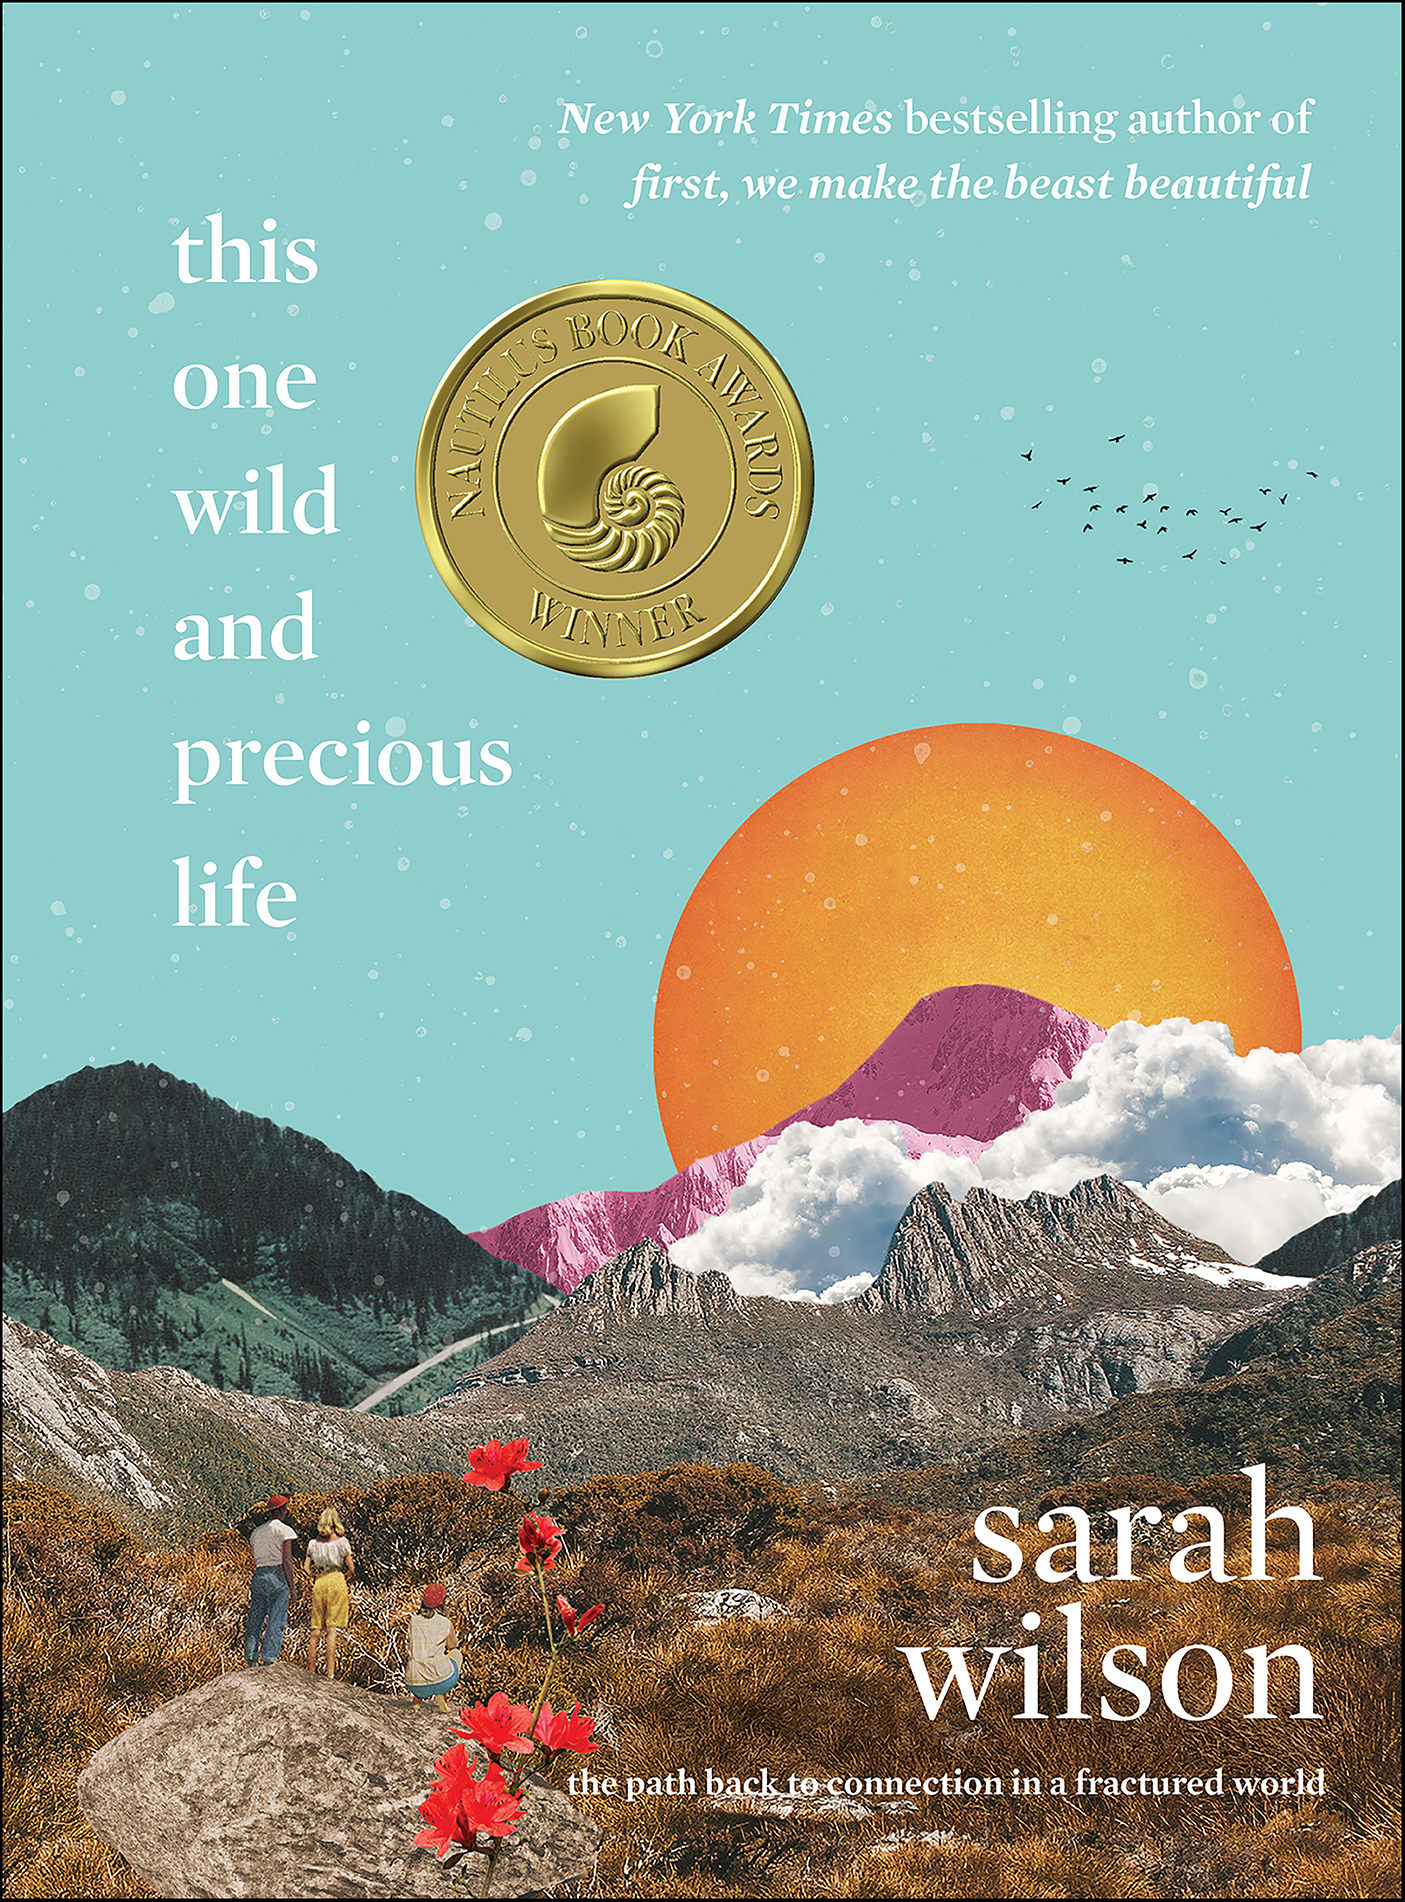 New York Times bestselling author of
first, we make the beast beautiful
this
one
wild
and
precious
life
NAUTILUS BOOK AWARDS
WINNER
sarah
wilson
the path back to connection in a fractured world